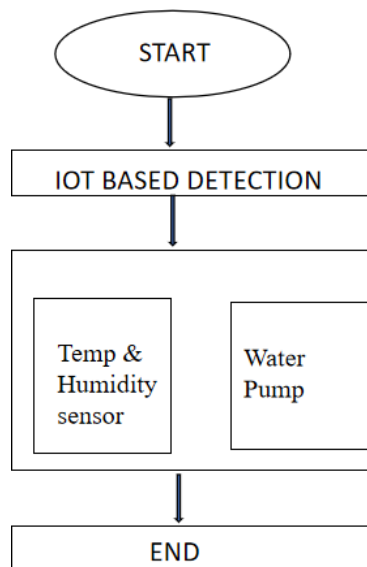 START
IOT BASED DETECTION
Temp &
Humidity
sensor
Water
Pump
END